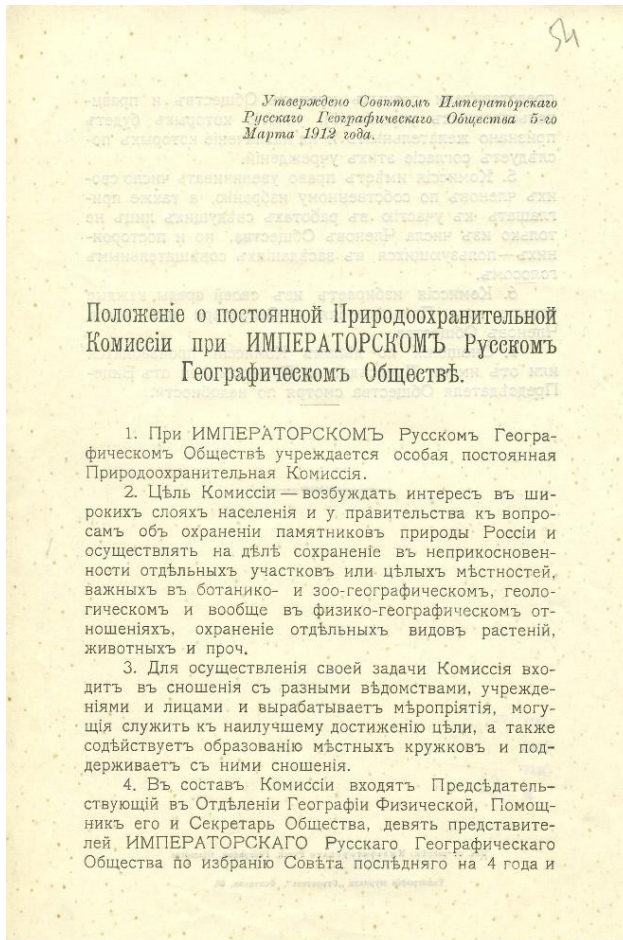 54
Утверждено Совѣтомъ Императорскаго
Русскаго Географическаго Общества 5-го
Марта 1912 года.
Положеніе о постоянной Природоохранительной
Комиссіи при ИМПЕРАТОРСКОМЪ Русскомъ
Географическомъ Обществѣ.
1. При ИМПЕРАТОРСКОМЪ Русскомъ Геогра-
фическомъ Обществѣ учреждается особая постоянная
Природоохранительная Комиссія.
2. Цѣль Комиссіи — возбуждать интересъ въ ши-
рокихъ слояхъ населенія и у правительства къ вопро-
самъ объ охраненіи памятниковъ природы Россіи и
осуществлять на дѣлѣ сохраненіе въ неприкосновен-
ности отдѣльныхъ участковъ или цѣлыхъ мѣстностей,
важныхъ въ ботанико- и зоо-географическомъ, геоло-
гическомъ и вообще въ физико-географическомъ от-
ношеніяхъ, охраненіе отдѣльныхъ видовъ растеній,
животныхъ и проч.
3. Для осуществленія своей задачи Комиссія вхо-
дитъ въ сношенія съ разными вѣдомствами, учрежде-
ніями и лицами и вырабатываетъ мѣропріятія, могу-
щія служить къ наилучшему достиженію цѣли, а также
содѣйствуетъ образованію мѣстныхъ кружковъ и под-
держиваетъ съ ними сношенія.
4. Въ составъ Комиссіи входятъ Предсѣдатель-
ствующій въ Отдѣленіи Географіи Физической, Помощ-
никъ его и Секретарь Общества, девять представите-
лей ИМПЕРАТОРСКАГО Русскаго Географическаго
Общества по избранію Совѣта послѣдняго на 4 года и